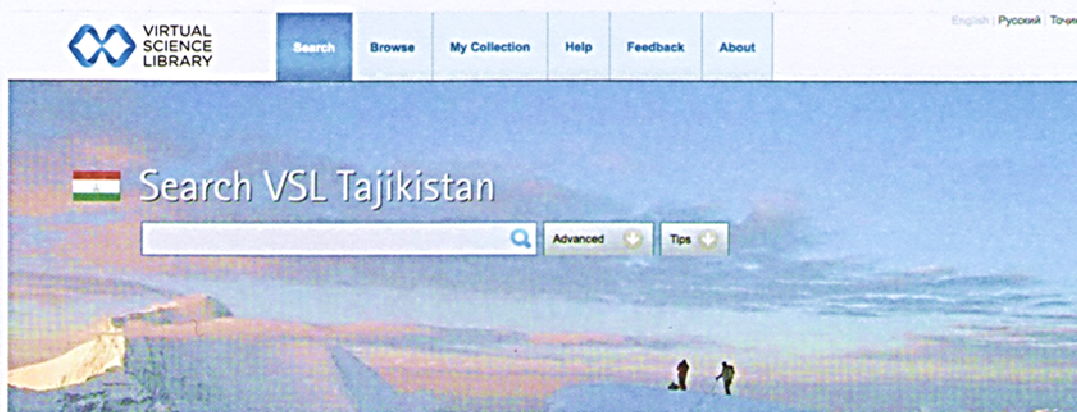 VIRTUAL
SCIENCE
LIBRARY
Search Browse My Collection Help Feedback About
English | Русский |
Search VSL Tajikistan
Advanced Tips